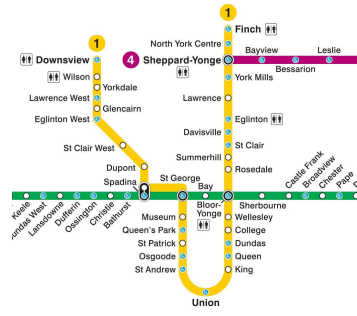 1
1
Finch
Downsview
North York Centre
4
Sheppard-Yonge
Bayview
Leslie
Bessarion
Wilson
Yorkdale
York Mills
Lawrence West
Lawrence
Glencairn
Eglinton West
Eglinton
Davisville
St Clair West
St Clair
Summerhill
Dupont
Rosedale
Spadina
St George
Bay
Bloor-
Yonge
Sherbourne
Castle Frank
Broadview
Chester
Pape
Keele
Lansdowne
Dufferin
Ossington
Christie
Bathurst
Museum
Wellesley
Queen's Park
College
St Patrick
Dundas
Osgoode
Queen
St Andrew
King
Union